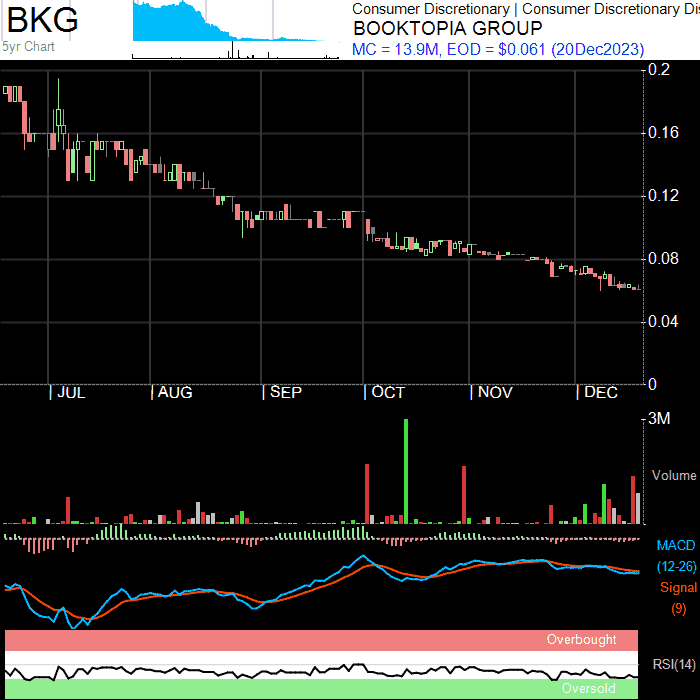 BKG
5yr Chart
Consumer Discretionary | Consumer Discretionary Dis
BOOKTOPIA GROUP
MC = 13.9M, EOD = $0.061 (20Dec2023)
0.2
0.16
0.12
0.08
0.04
0
| JUL | AUG | SEP | OCT | NOV | DEC
3M
Volume
MACD
(12-26)
Signal
(9)
Overbought
RSI(14)
Oversold